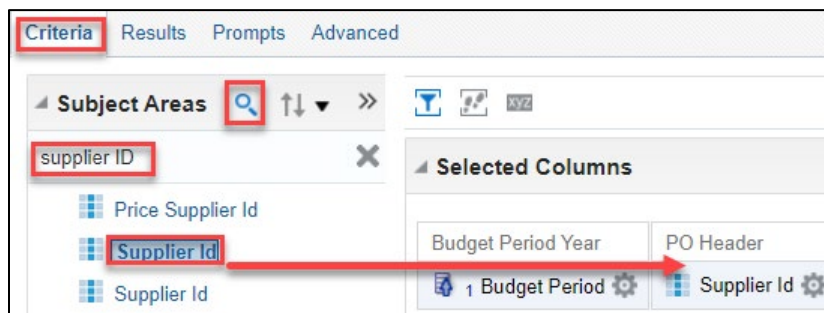 Criteria Results Prompts Advanced
Subject Areas
supplier ID
Price Supplier Id
Supplier Id
Supplier Id
XYZ
Selected Columns
Budget Period Year PO Header
1 Budget Period Supplier Id